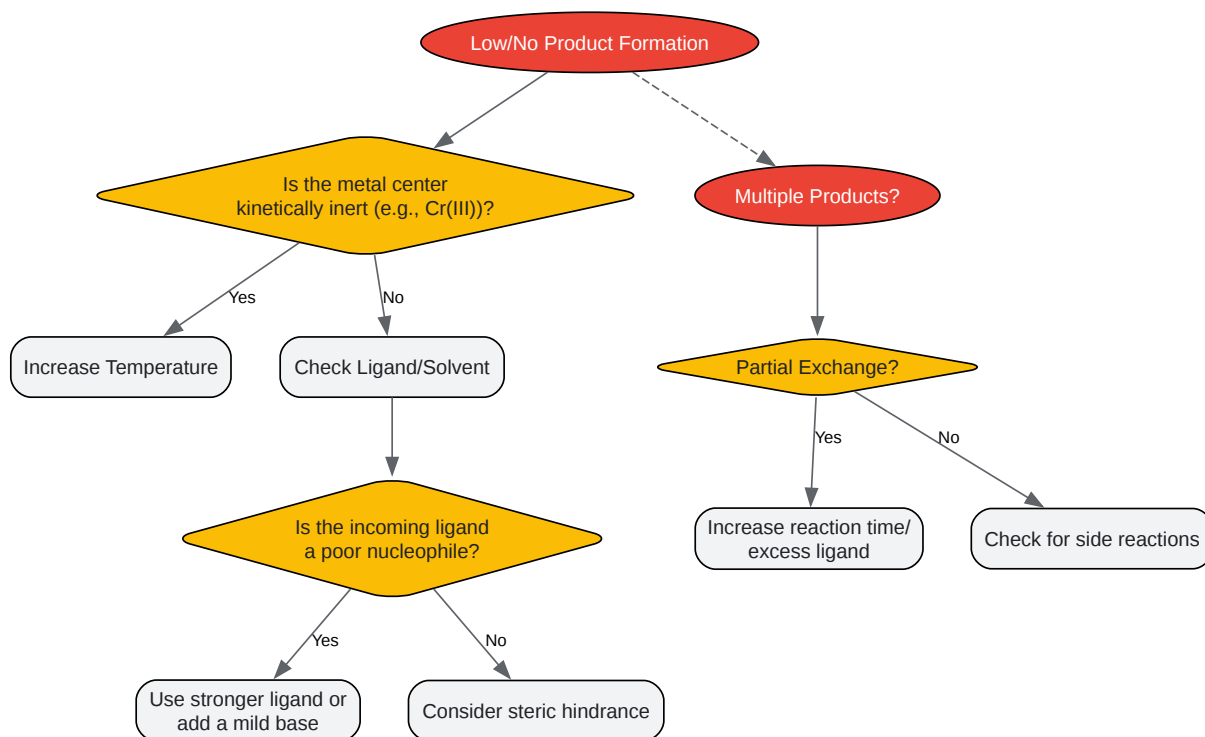 Low/No Product Formation
Is the metal center
kinetically inert (e.g., Cr(III))?
Multiple Products?
Yes
No
Increase Temperature
Check Ligand/Solvent
Partial Exchange?
Yes
No
Is the incoming ligand
a poor nucleophile?
Increase reaction time/
excess ligand
Check for side reactions
Yes
No
Use stronger ligand or
add a mild base
Consider steric hindrance